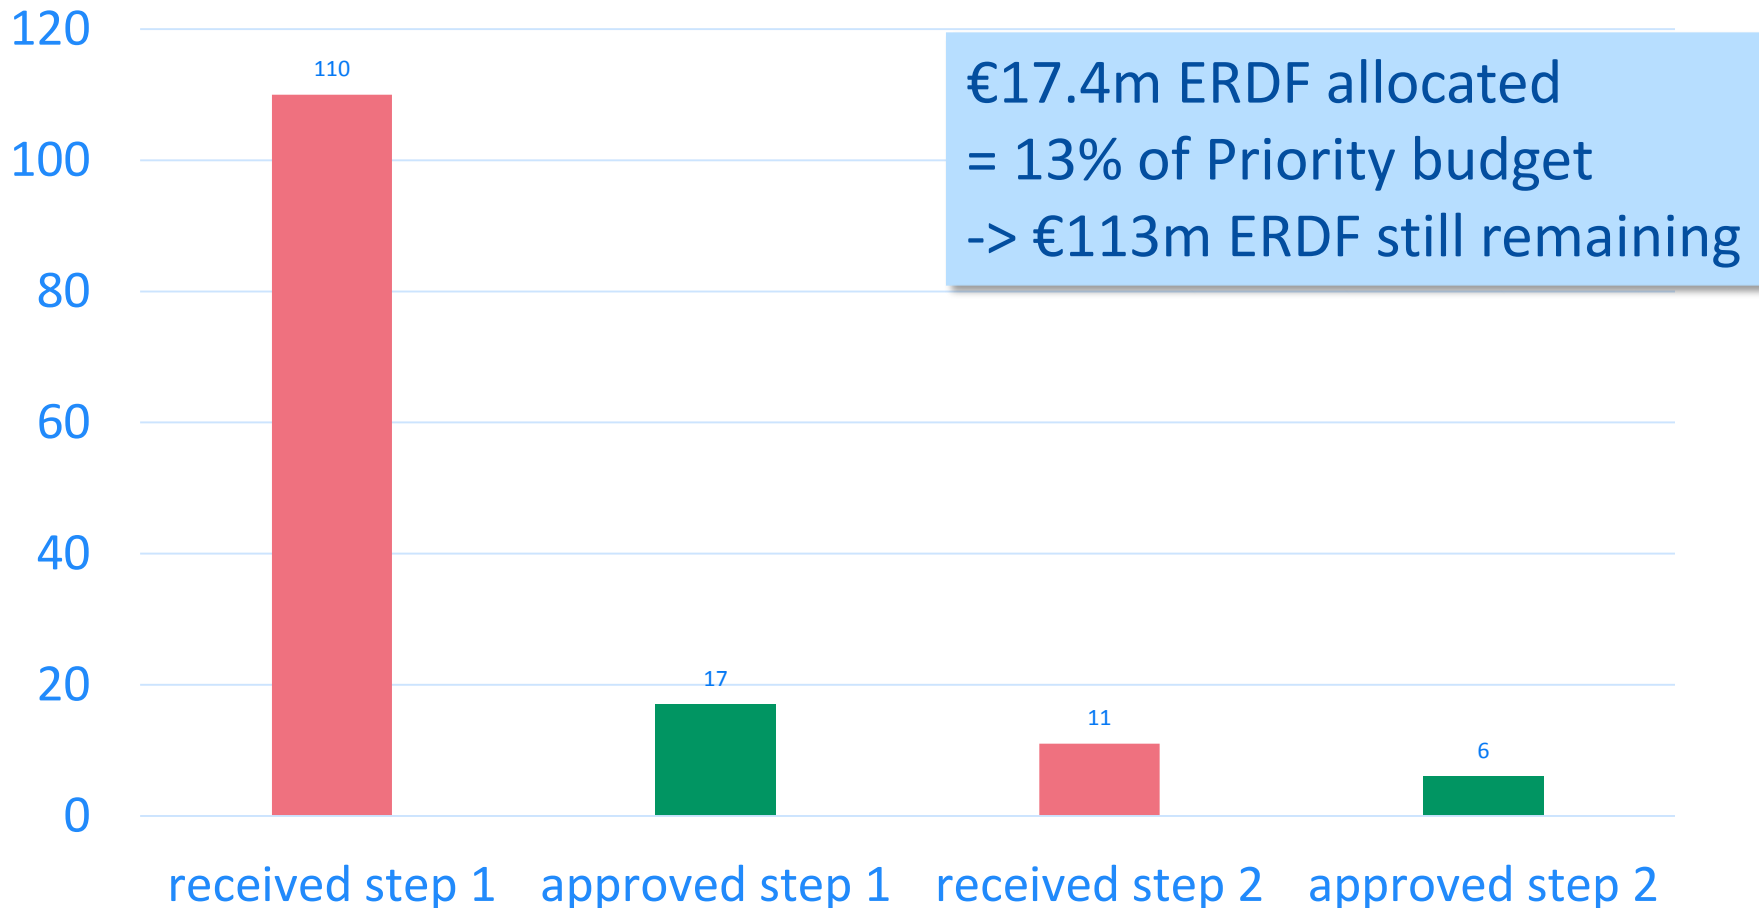 120
100
80
60
40
20
0
110
17
11
6
€17.4m ERDF allocated
= 13% of Priority budget
-> €113m ERDF still remaining
received step 1
approved step 1
received step 2
approved step 2